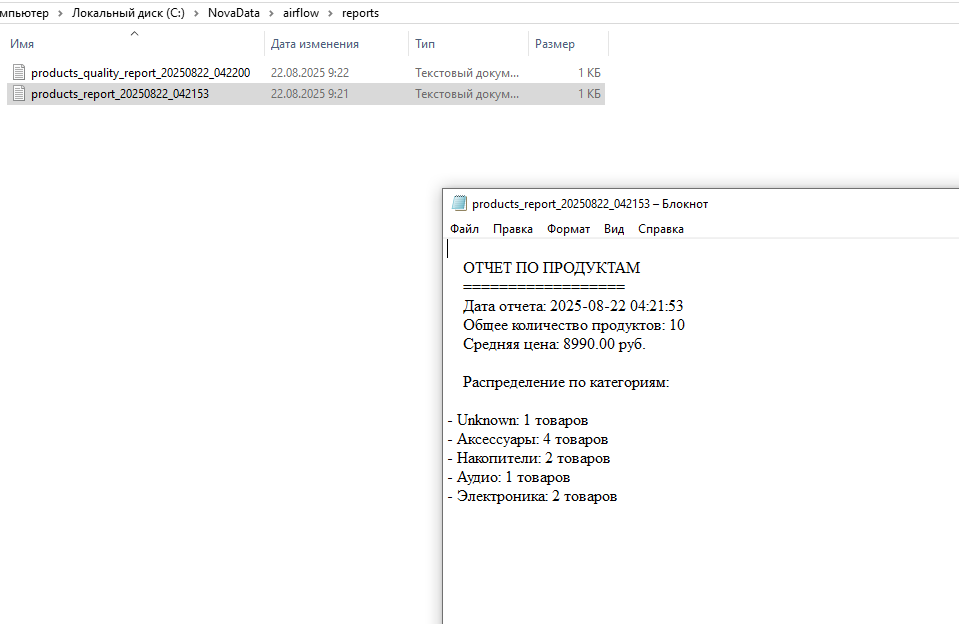 мпьютер > Локальный диск (C:) > NovaData > airflow > reports
Имя Дата изменения Тип Размер
products_quality_report_20250822_042200 22.08.2025 9:22 Текстовый докум... 1 КБ
products_report_20250822_042153 22.08.2025 9:21 Текстовый докум... 1 КБ
products_report_20250822_042153 – Блокнот
Файл Правка Формат Вид Справка
ОТЧЕТ ПО ПРОДУКТАМ
==================
Дата отчета: 2025-08-22 04:21:53
Общее количество продуктов: 10
Средняя цена: 8990.00 руб.
Распределение по категориям:
- Unknown: 1 товаров
- Аксессуары: 4 товаров
- Накопители: 2 товаров
- Аудио: 1 товаров
- Электроника: 2 товаров